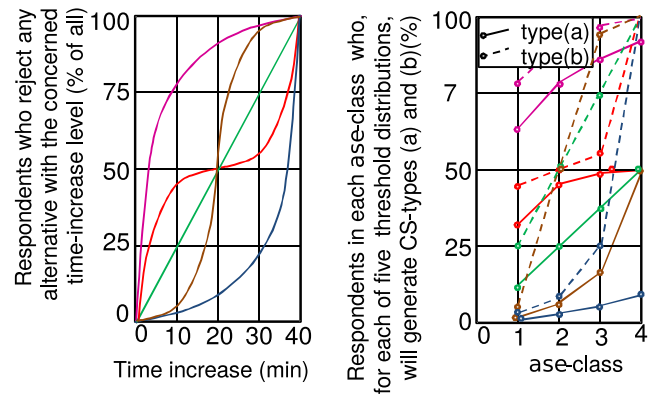 Respondents who reject any
alternative with the concerned
time-increase level (% of all)
100
75
50
25
0
0
10
20
30
40
Time increase (min)
Respondents in each ase-class who,
for each of five threshold distributions,
will generate CS-types (a) and (b)(%)
100
7
50
25
0
0
1
2
3
4
ase-class
type(a)
type(b)